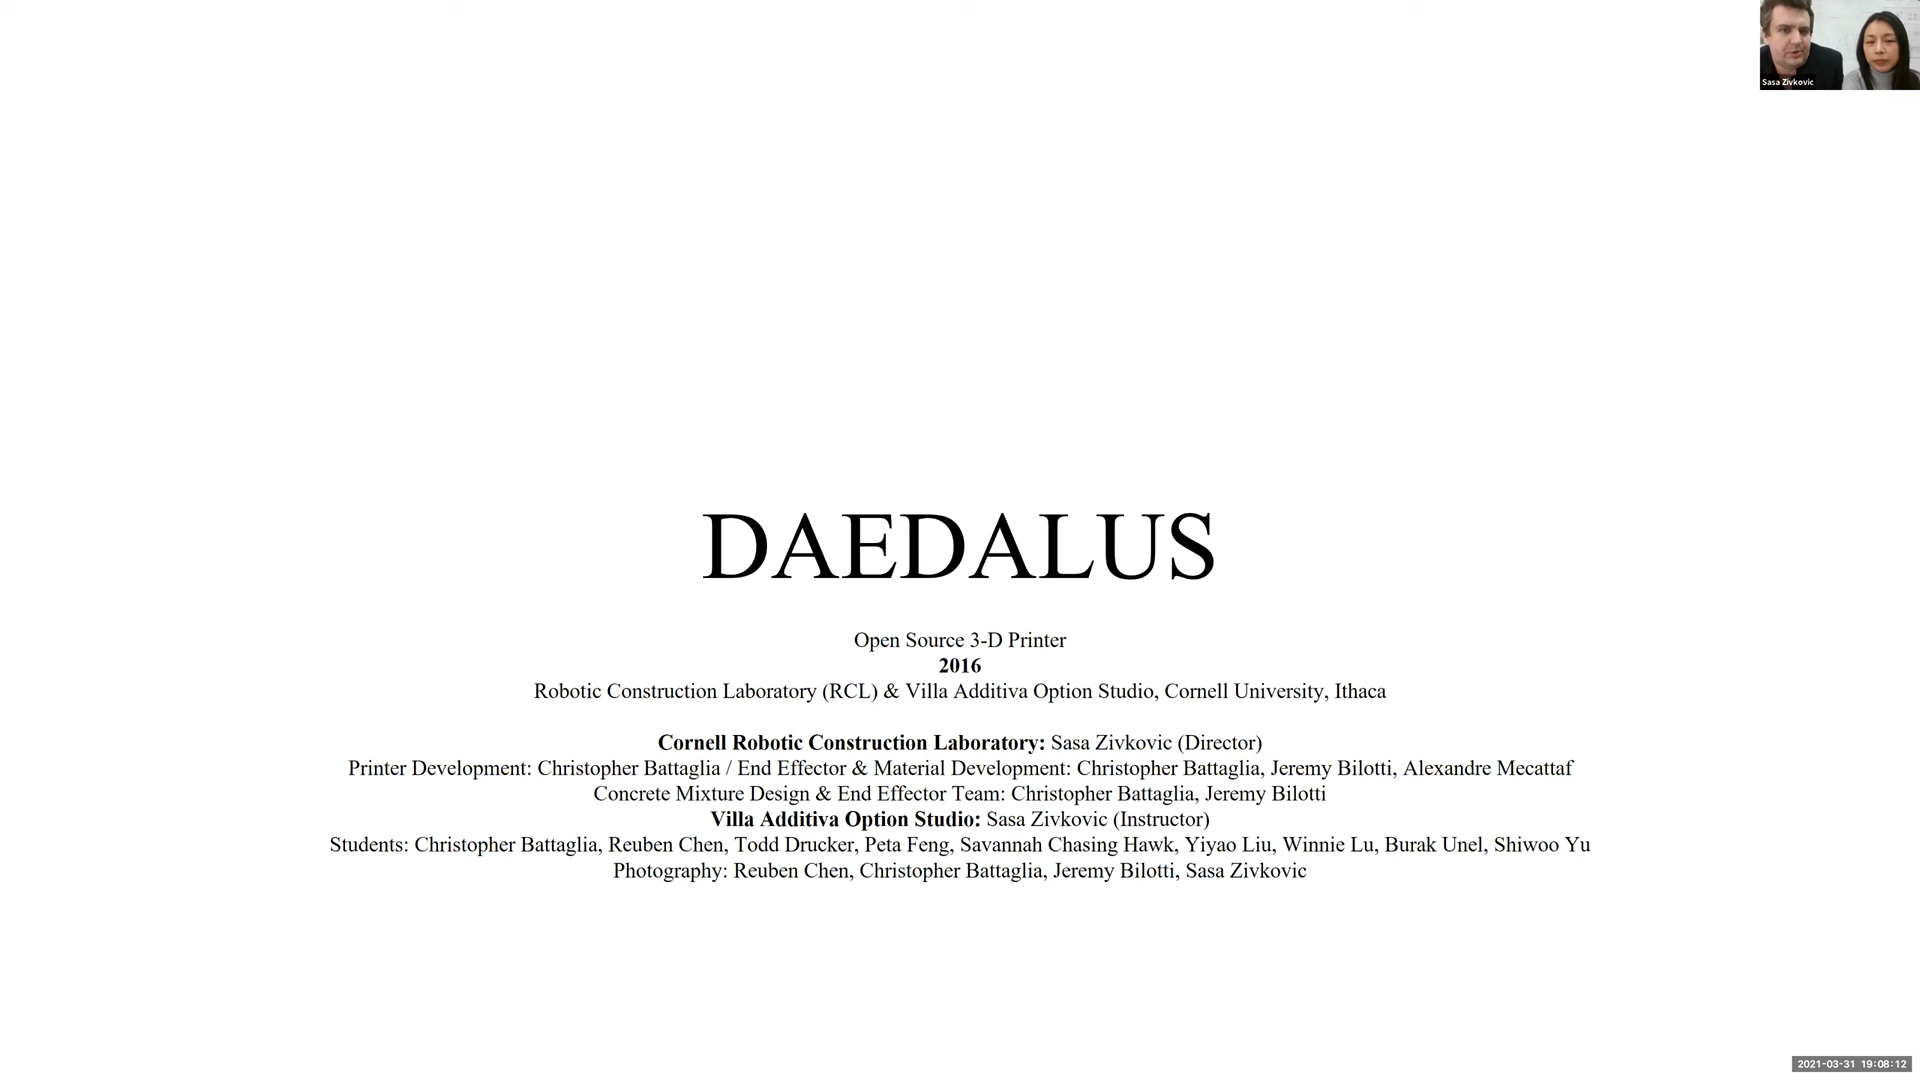 Sasa Zivkovic
DAEDALUS
Open Source 3-D Printer
2016
Robotic Construction Laboratory (RCL) & Villa Additiva Option Studio, Cornell University, Ithaca
Cornell Robotic Construction Laboratory: Sasa Zivkovic (Director)
Printer Development: Christopher Battaglia / End Effector & Material Development: Christopher Battaglia, Jeremy Bilotti, Alexandre Mecattaf
Concrete Mixture Design & End Effector Team: Christopher Battaglia, Jeremy Bilotti
Villa Additiva Option Studio: Sasa Zivkovic (Instructor)
Students: Christopher Battaglia, Reuben Chen, Todd Drucker, Peta Feng, Savannah Chasing Hawk, Yiyao Liu, Winnie Lu, Burak Unel, Shiwoo Yu
Photography: Reuben Chen, Christopher Battaglia, Jeremy Bilotti, Sasa Zivkovic
2021-03-31 19:08:12